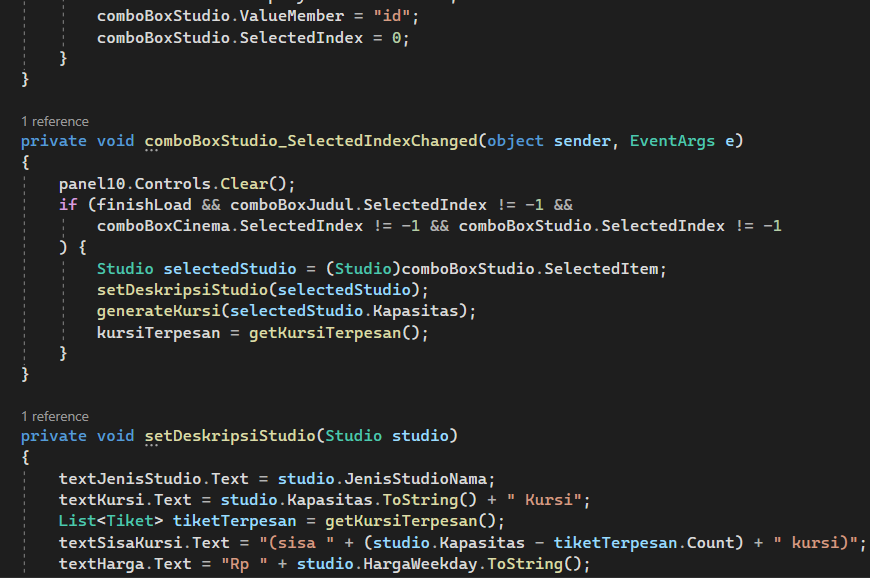 comboBoxStudio.ValueMember = "id";
comboBoxStudio.SelectedIndex = 0;
}
}
1 reference
private void comboBoxStudio_SelectedIndexChanged(object sender, EventArgs e)
{
panel10.Controls.Clear();
if (finishLoad && comboBoxJudul.SelectedIndex != -1 &&
comboBoxCinema.SelectedIndex != -1 && comboBoxStudio.SelectedIndex != -1
) {
Studio selectedStudio = (Studio)comboBoxStudio.SelectedItem;
setDeskripsiStudio(selectedStudio);
generateKursi(selectedStudio.Kapasitas);
kursiTerpesan = getKursiTerpesan();
}
}
1 reference
private void setDeskripsiStudio(Studio studio)
{
textJenisStudio.Text = studio.JenisStudioNama;
textKursi.Text = studio.Kapasitas.ToString() + " Kursi";
List<Tiket> tiketTerpesan = getKursiTerpesan();
textSisaKursi.Text = "(sisa " + (studio.Kapasitas - tiketTerpesan.Count) + " kursi)";
textHarga.Text = "Rp " + studio.HargaWeekday.ToString();